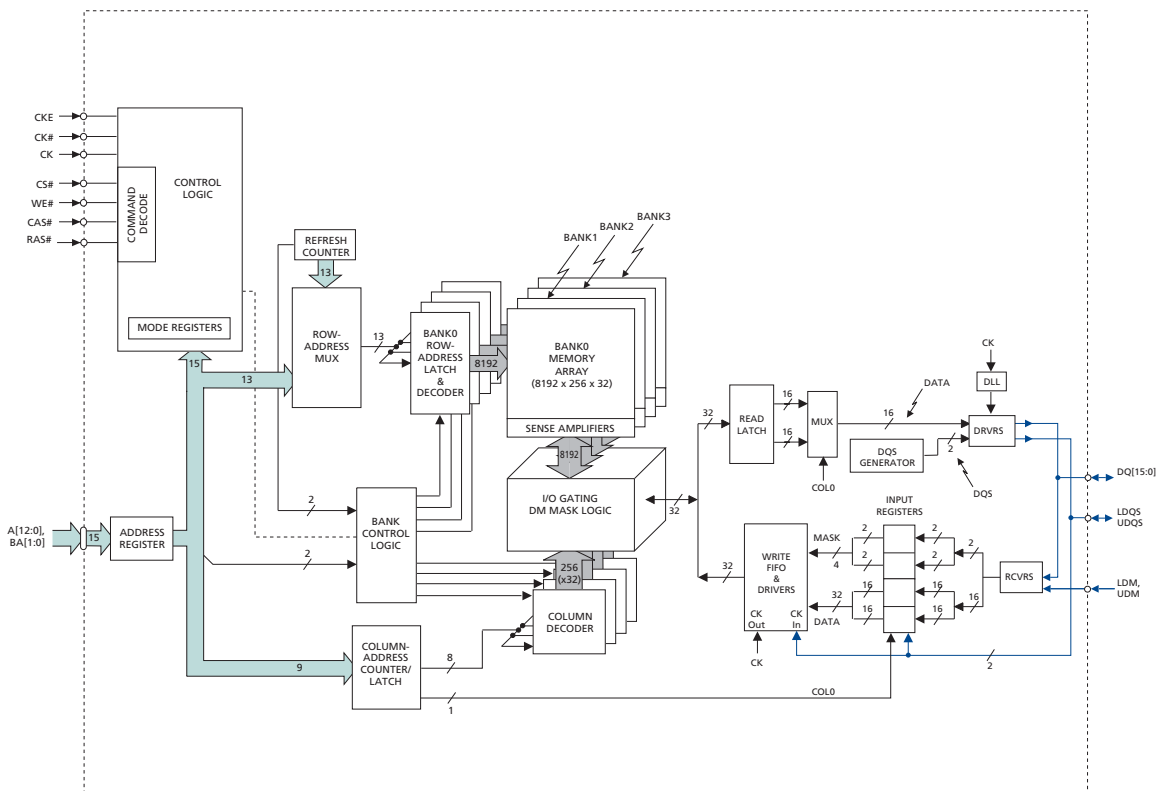 CKE
CK#
CK
CS#
WE#
CAS#
RAS#
COMMAND
DECODE
CONTROL
LOGIC
MODE REGISTERS
15
13
REFRESH
COUNTER
13
ROW-
ADDRESS
MUX
13
BANK0
ROW-
ADDRESS
LATCH
&
DECODER
8192
BANK1
BANK2
BANK3
BANK0
MEMORY
ARRAY
(8192 x 256 x 32)
SENSE AMPLIFIERS
8192
I/O GATING
DM MASK LOGIC
32
A[12:0],
BA[1:0]
15
ADDRESS
REGISTER
2
2
BANK
CONTROL
LOGIC
256
(x32)
COLUMN
DECODER
9
COLUMN-
ADDRESS
COUNTER/
LATCH
8
1
COL0
32
READ
LATCH
16
16
MUX
COL0
16
DATA
DQS
GENERATOR
2
DQS
CK
DLL
DRVRS
DQ[15:0]
LDQS
UDQS
LDM,
UDM
32
WRITE
FIFO
&
DRIVERS
CK
Out
CK
In
CK
MASK
4
32
DATA
INPUT
REGISTERS
2
2
16
16
2
2
16
16
2
16
RCVRS
2